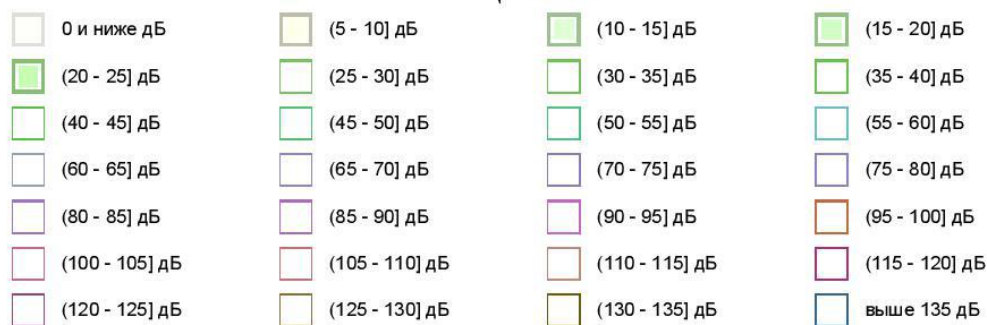 0 и ниже дБ (5 - 10] дБ (10 - 15] дБ (15 - 20] дБ
(20 - 25] дБ (25 - 30] дБ (30 - 35] дБ (35 - 40] дБ
(40 - 45] дБ (45 - 50] дБ (50 - 55] дБ (55 - 60] дБ
(60 - 65] дБ (65 - 70] дБ (70 - 75] дБ (75 - 80] дБ
(80 - 85] дБ (85 - 90] дБ (90 - 95] дБ (95 - 100] дБ
(100 - 105] дБ (105 - 110] дБ (110 - 115] дБ (115 - 120] дБ
(120 - 125] дБ (125 - 130] дБ (130 - 135] дБ выше 135 дБ